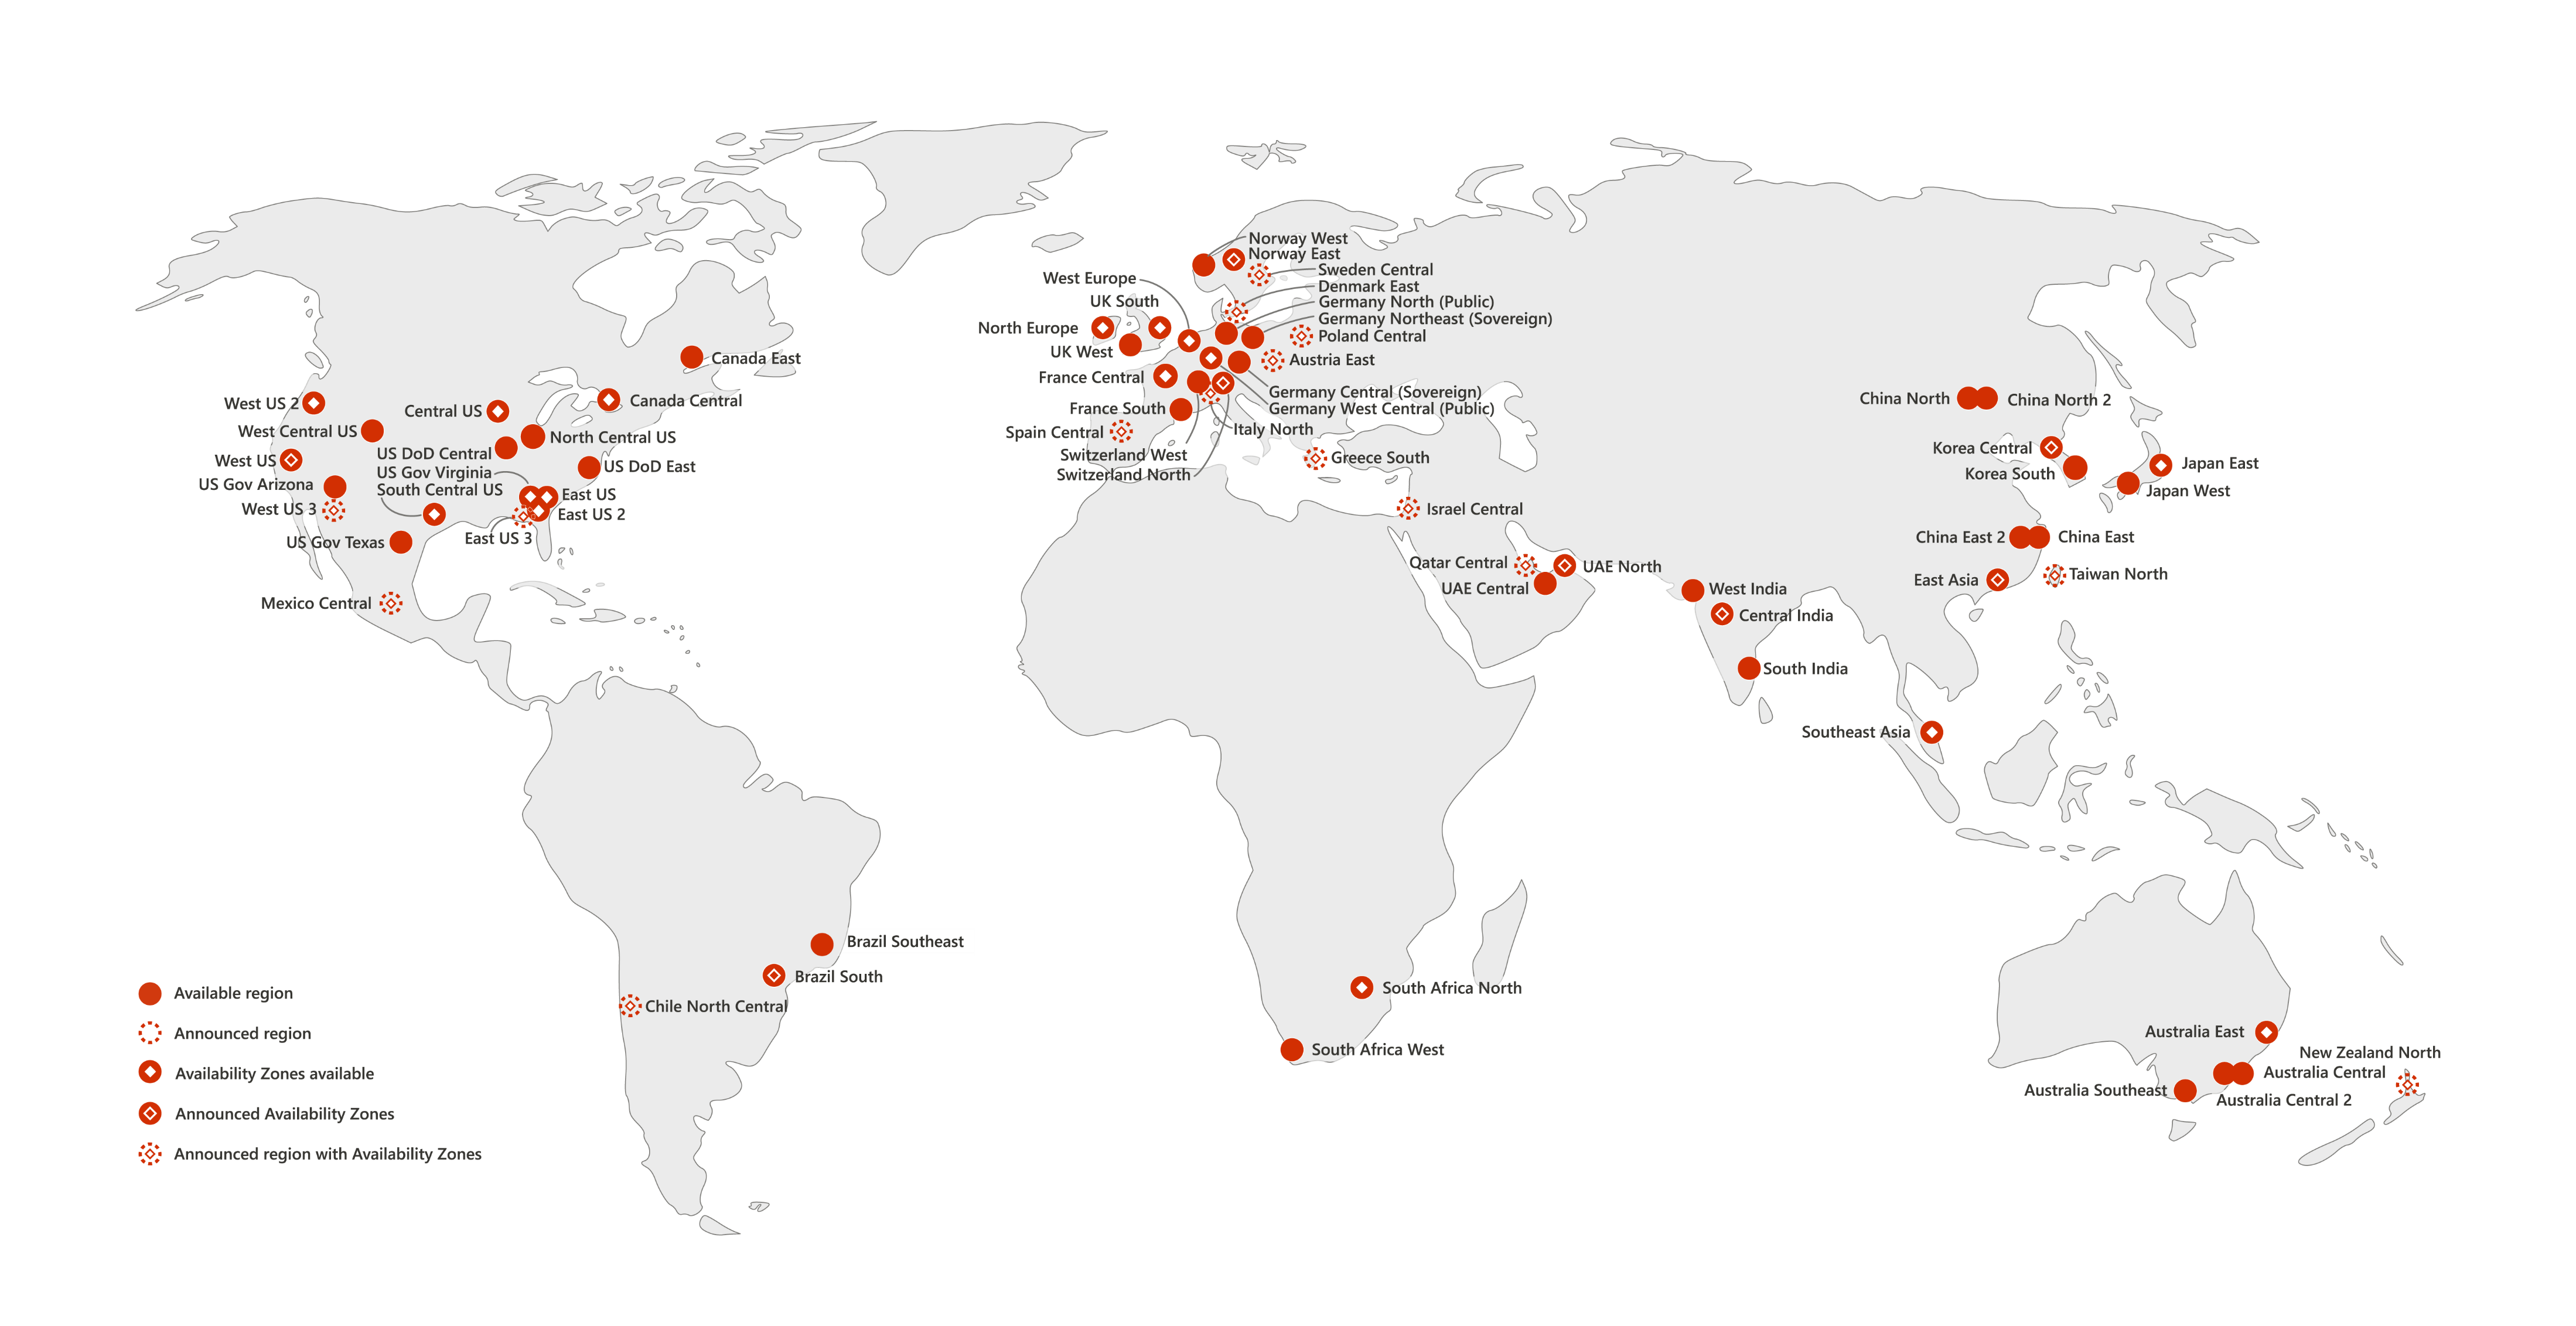 Norway West
Norway East
Sweden Central
West Europe
Denmark East
UK South
Germany North (Public)
Germany Northeast (Sovereign)
North Europe
Poland Central
UK West
Canada East
Austria East
France Central
Germany Central (Sovereign)
China North
China North 2
West US 2
Canada Central
Central US
France South
Germany West Central (Public)
West Central US
Italy North
Spain Central
North Central US
Korea Central
US DoD Central
Switzerland West
Greece South
West US
Japan East
US DoD East
US Gov Virginia
Korea South
Switzerland North
US Gov Arizona
South Central US
Japan West
East US
West US 3
Israel Central
East US 2
East US 3
China East 2
China East
US Gov Texas
Qatar Central
UAE North
Taiwan North
East Asia
UAE Central
West India
Mexico Central
Central India
South India
Southeast Asia
Brazil Southeast
Brazil South
South Africa North
Available region
Chile North Central
Announced region
Australia East
South Africa West
New Zealand North
Availability Zones available
Australia Central
Australia Southeast
Australia Central 2
Announced Availability Zones
Announced region with Availability Zones